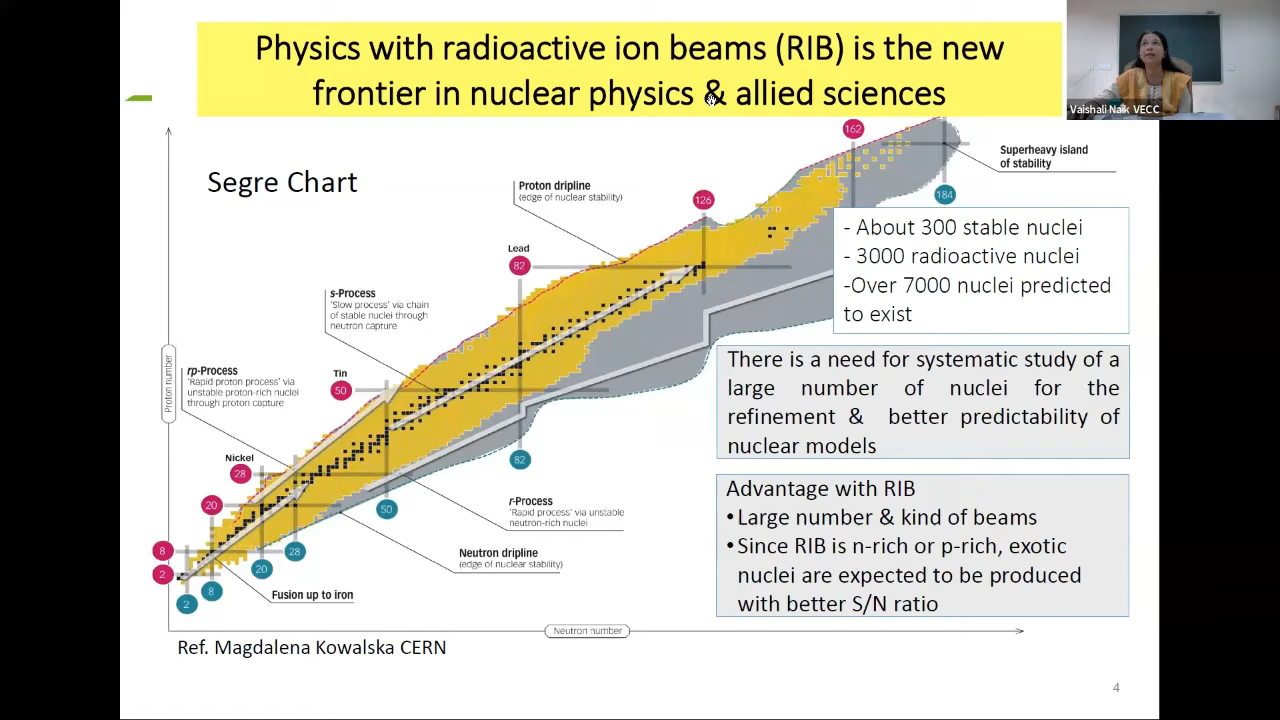 Physics with radioactive ion beams (RIB) is the new
frontier in nuclear physics & allied sciences
Vaishali Naik VECC
Segre Chart
162
Superheavy island
of stability
Proton dripline
(edge of nuclear stability)
126
184
- About 300 stable nuclei
- 3000 radioactive nuclei
-Over 7000 nuclei predicted
to exist
Lead
82
s-Process
'Slow process' via chain
of stable nuclei through
neutron capture
Proton number
rp-Process
'Rapid proton process' via
unstable proton-rich nuclei
through proton capture
Tin
50
There is a need for systematic study of a
large number of nuclei for the
refinement & better predictability of
nuclear models
Nickel
28
82
20
50
r-Process
'Rapid process' via unstable
neutron-rich nuclei
Advantage with RIB
• Large number & kind of beams
• Since RIB is n-rich or p-rich, exotic
nuclei are expected to be produced
with better S/N ratio
8
28
Neutron dripline
(edge of nuclear stability)
2
20
8
2
Fusion up to iron
Neutron number
Ref. Magdalena Kowalska CERN
4